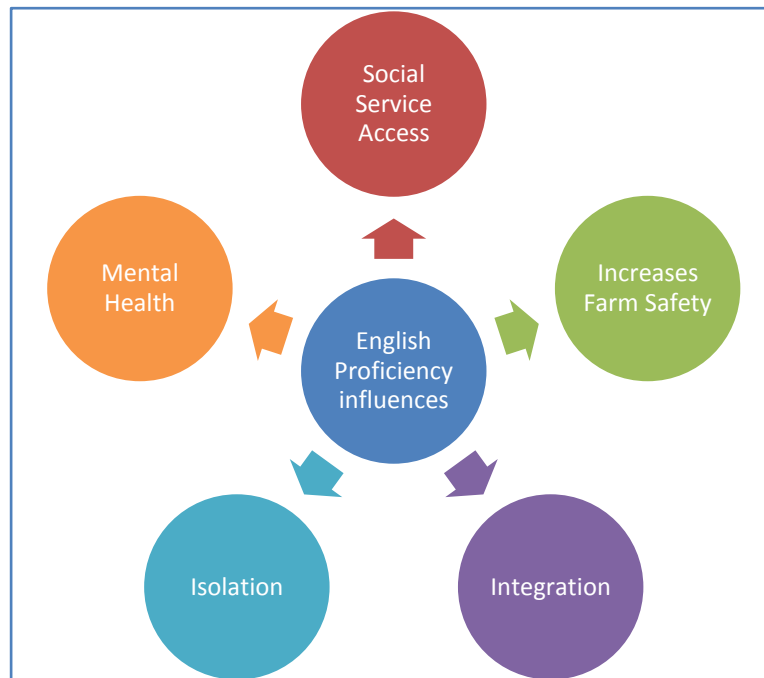 Social
Service
Access
Mental
Health
Increases
Farm Safety
English
Proficiency
influences
Isolation
Integration